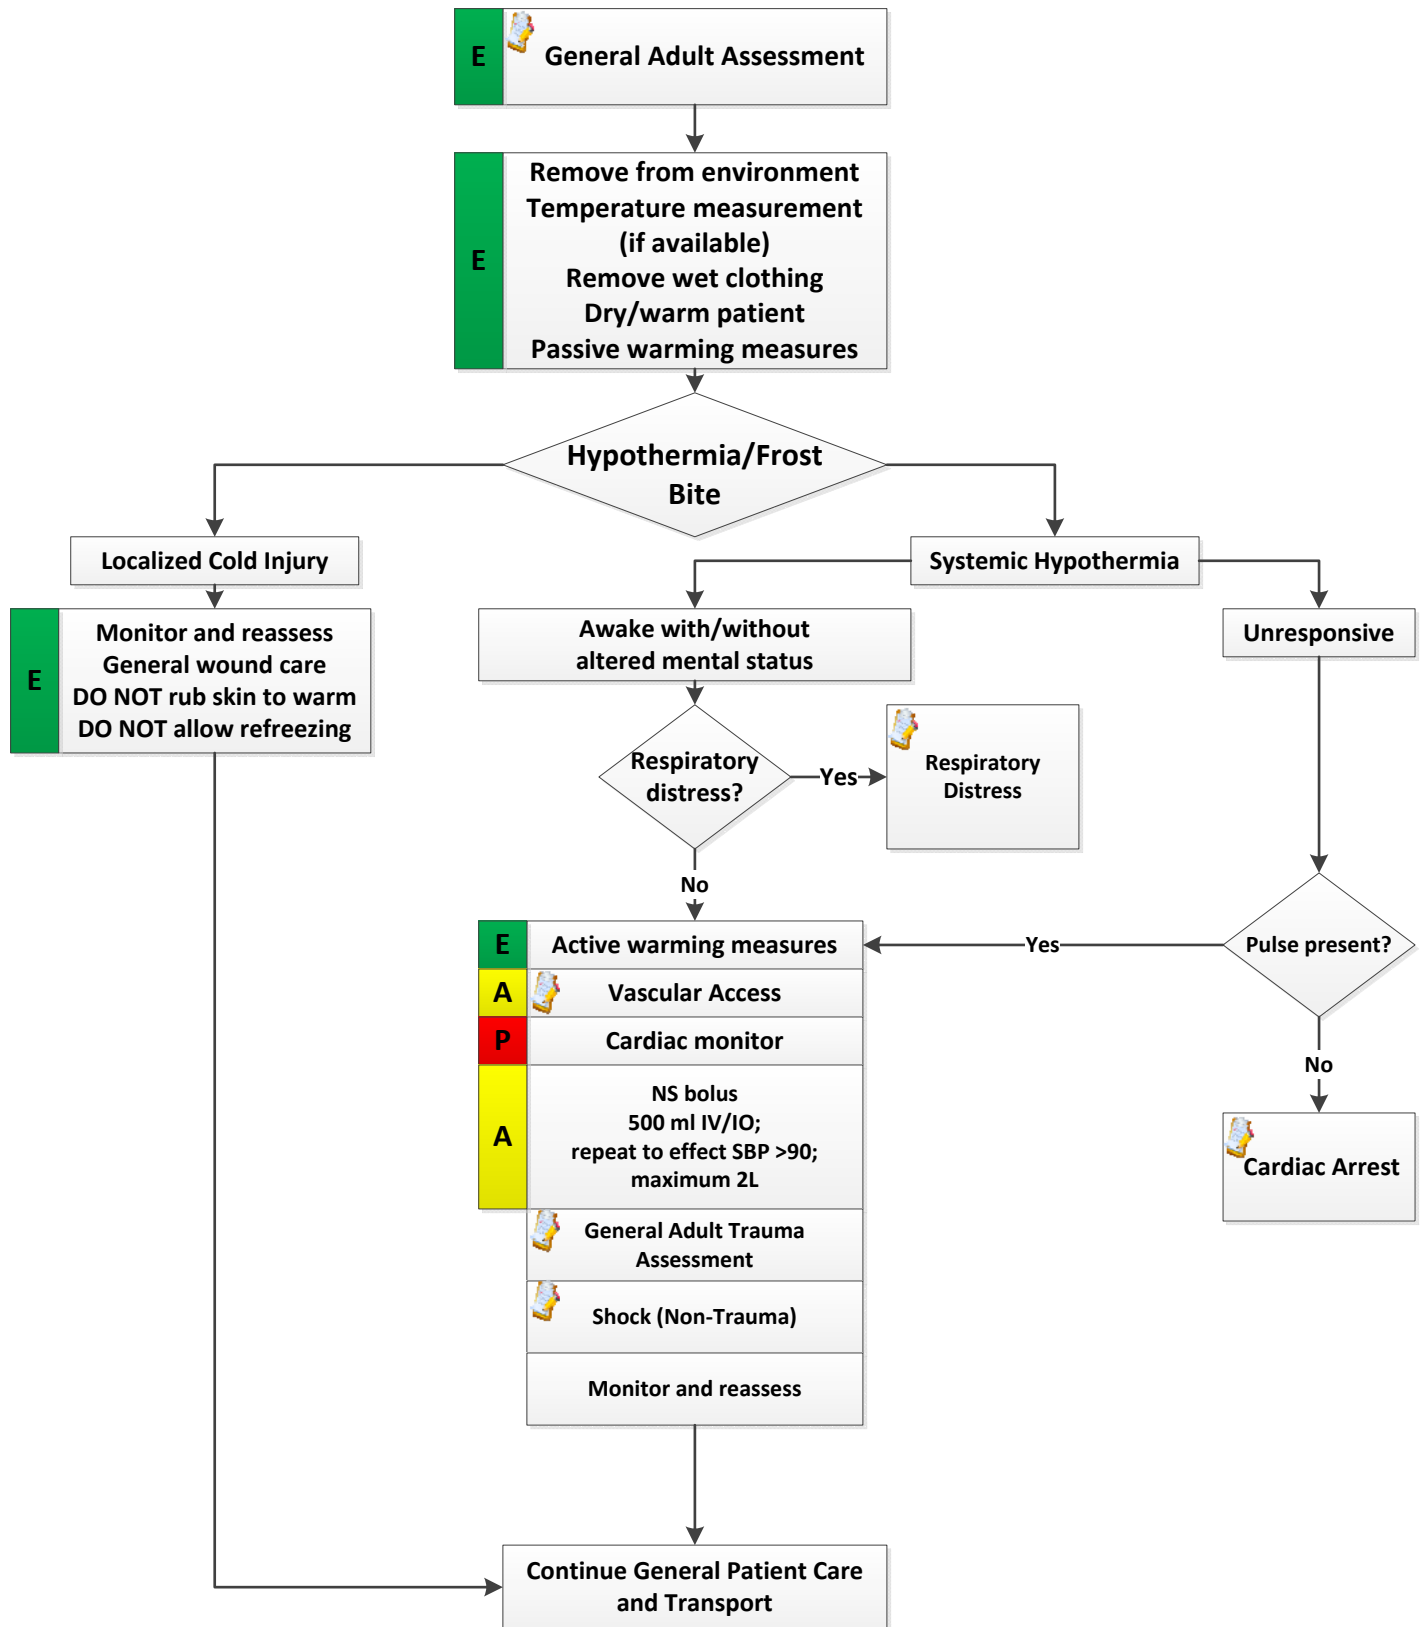 E
General Adult Assessment
E
Remove from environment
Temperature measurement
(if available)
Remove wet clothing
Dry/warm patient
Passive warming measures
Hypothermia/Frost
Bite
Localized Cold Injury
E
Monitor and reassess
General wound care
DO NOT rub skin to warm
DO NOT allow refreezing
Systemic Hypothermia
Awake with/without
altered mental status
Unresponsive
Respiratory
distress?
Yes
Respiratory
Distress
No
E
Active warming measures
Yes
Pulse present?
A
Vascular Access
P
Cardiac monitor
No
A
NS bolus
500 ml IV/IO;
repeat to effect SBP >90;
maximum 2L
Cardiac Arrest
General Adult Trauma
Assessment
Shock (Non-Trauma)
Monitor and reassess
Continue General Patient Care
and Transport